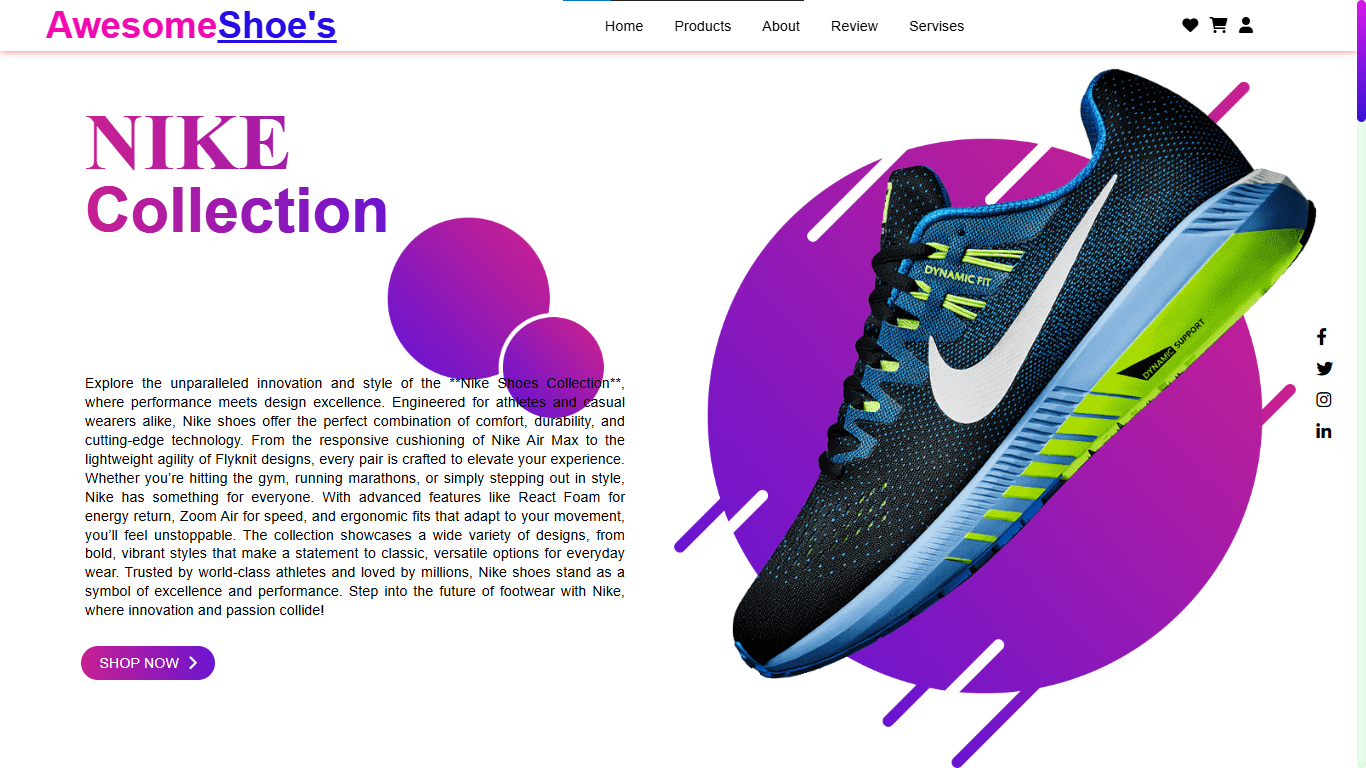 AwesomeShoe's
Home Products About Review Servises
NIKE
Collection
DYNAMIC FIT
DYNAMIC SUPPORT
Explore the unparalleled innovation and style of the **Nike Shoes Collection**,
where performance meets design excellence. Engineered for athletes and casual
wearers alike, Nike shoes offer the perfect combination of comfort, durability, and
cutting-edge technology. From the responsive cushioning of Nike Air Max to the
lightweight agility of Flyknit designs, every pair is crafted to elevate your experience.
Whether you’re hitting the gym, running marathons, or simply stepping out in style,
Nike has something for everyone. With advanced features like React Foam for
energy return, Zoom Air for speed, and ergonomic fits that adapt to your movement,
you’ll feel unstoppable. The collection showcases a wide variety of designs, from
bold, vibrant styles that make a statement to classic, versatile options for everyday
wear. Trusted by world-class athletes and loved by millions, Nike shoes stand as a
symbol of excellence and performance. Step into the future of footwear with Nike,
where innovation and passion collide!
SHOP NOW